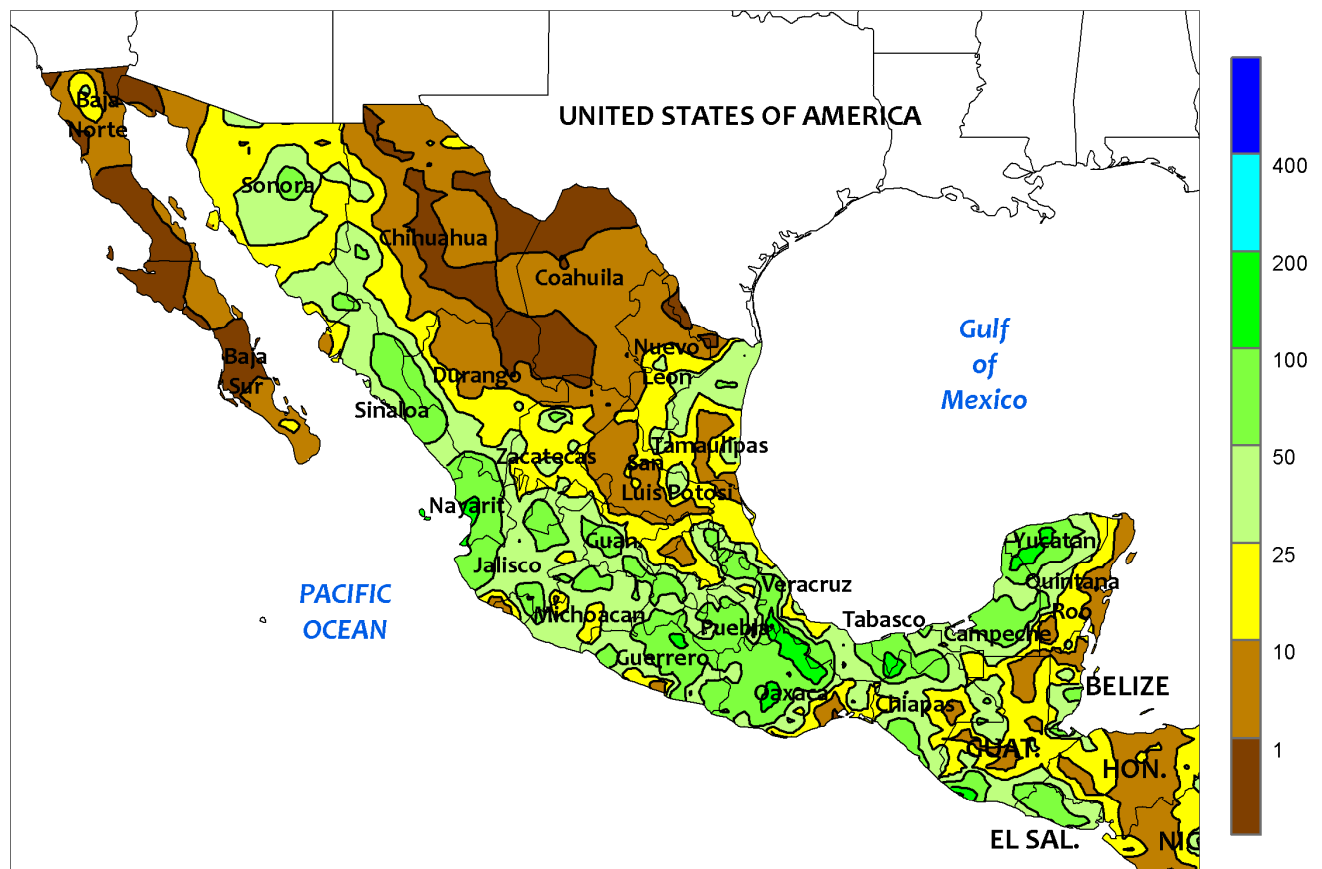 UNITED STATES OF AMERICA
Baja
Norte
Sonora
Chihuahua
Coahuila
Gulf
of
Mexico
Nuevo
Leon
Baja
Sur
Durango
Sinaloa
Tamaulipas
Zacatecas
San
Luis Potosi
Nayarit
Guan.
Yucatan
Jalisco
Veracruz
Quintana
Roo
PACIFIC
OCEAN
Michoacan
Puebla
Tabasco
Campeche
Guerrero
Oaxaca
Chiapas
BELIZE
GUAT.
HON.
EL SAL.
NIC
400
200
100
50
25
10
1